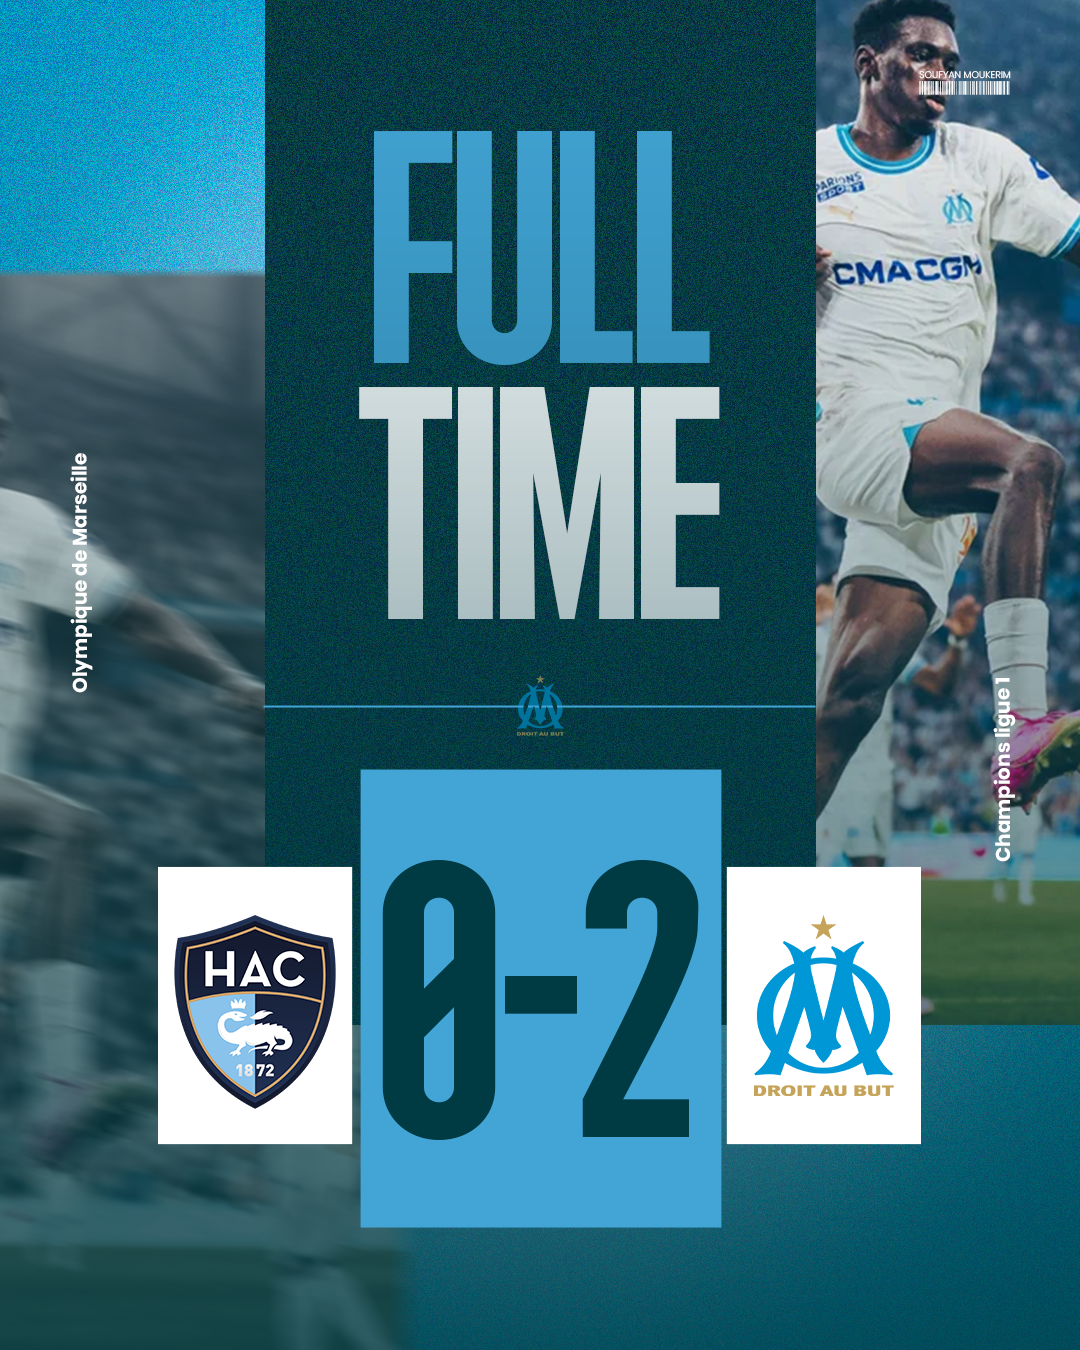 SOUFYAN MOUKERIM
FULL
TIME
PARIONS
SPORT
CMA CGM
Olympique de Marseille
Champions ligue 1
DROIT AU BUT
0-2
HAC
1872
DROIT AU BUT